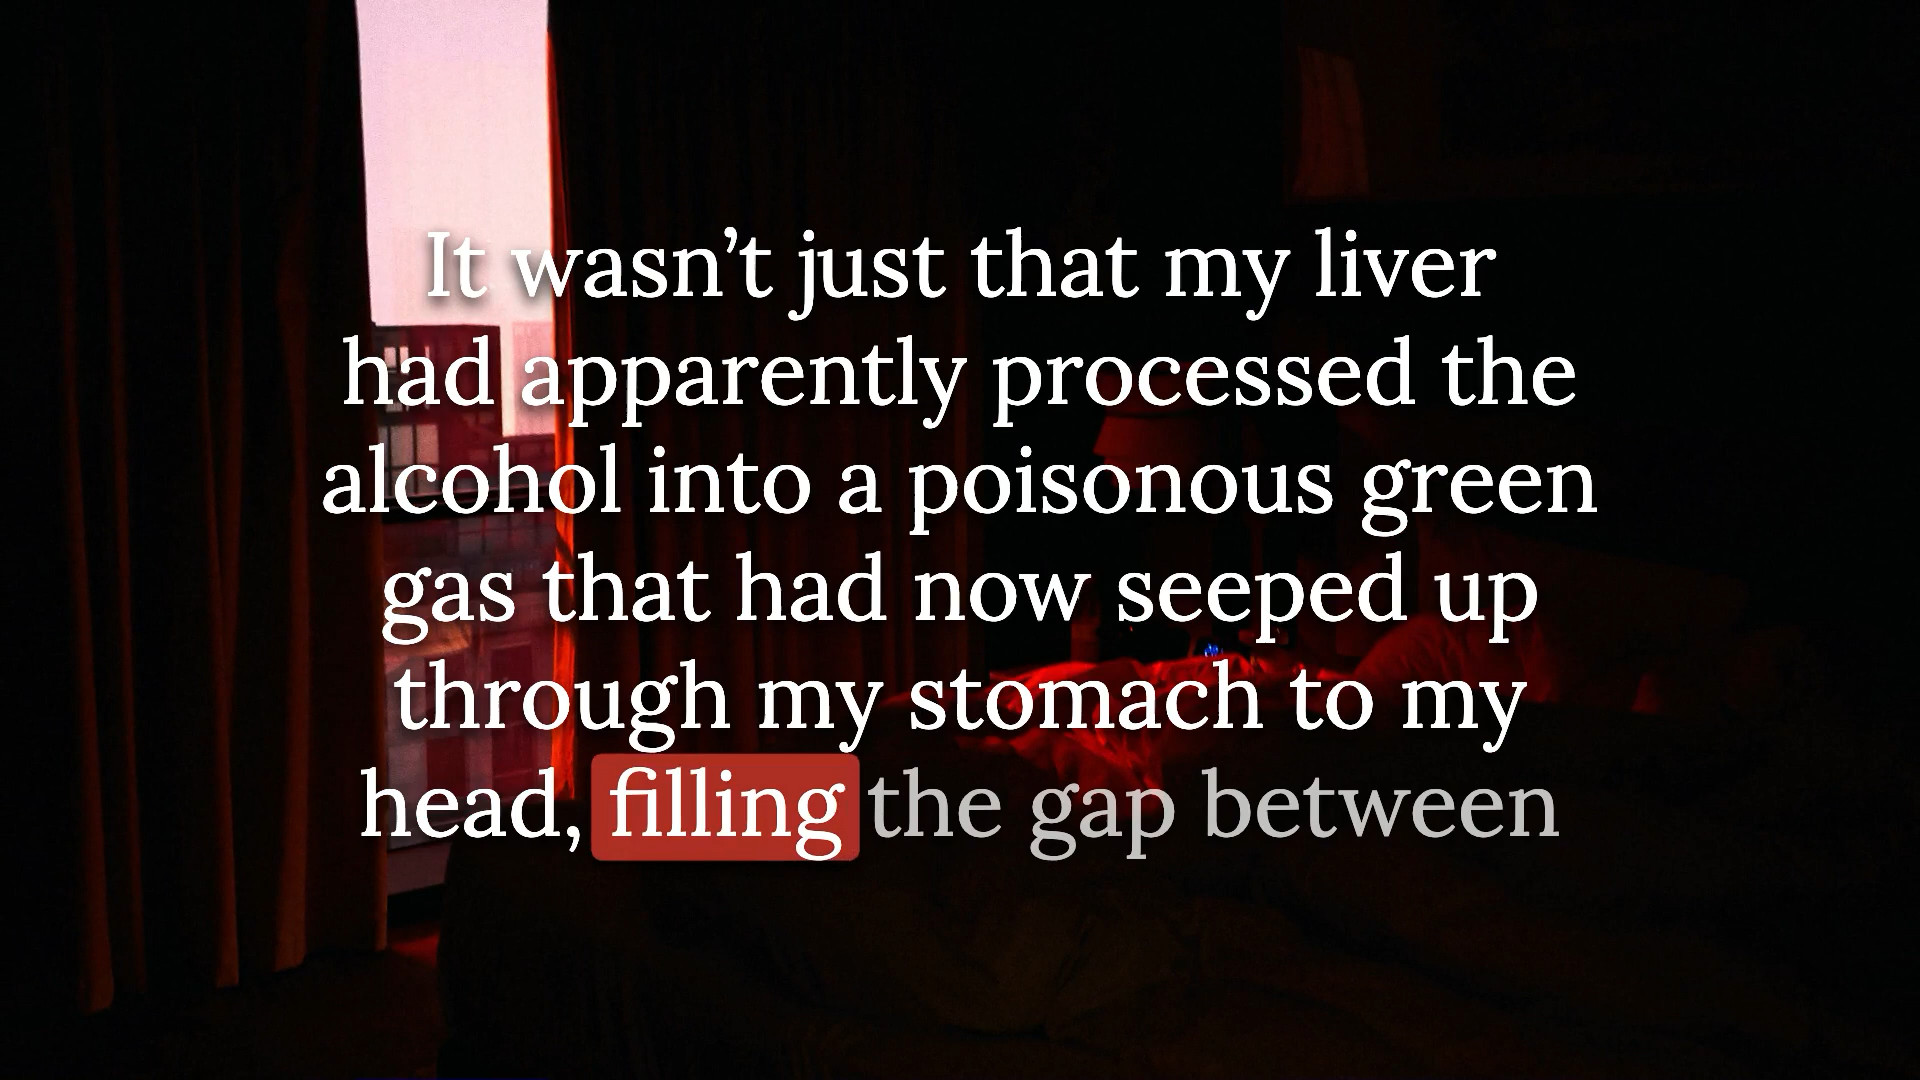 It wasn’t just that my liver
had apparently processed the
alcohol into a poisonous green
gas that had now seeped up
through my stomach to my
head, filling the gap between